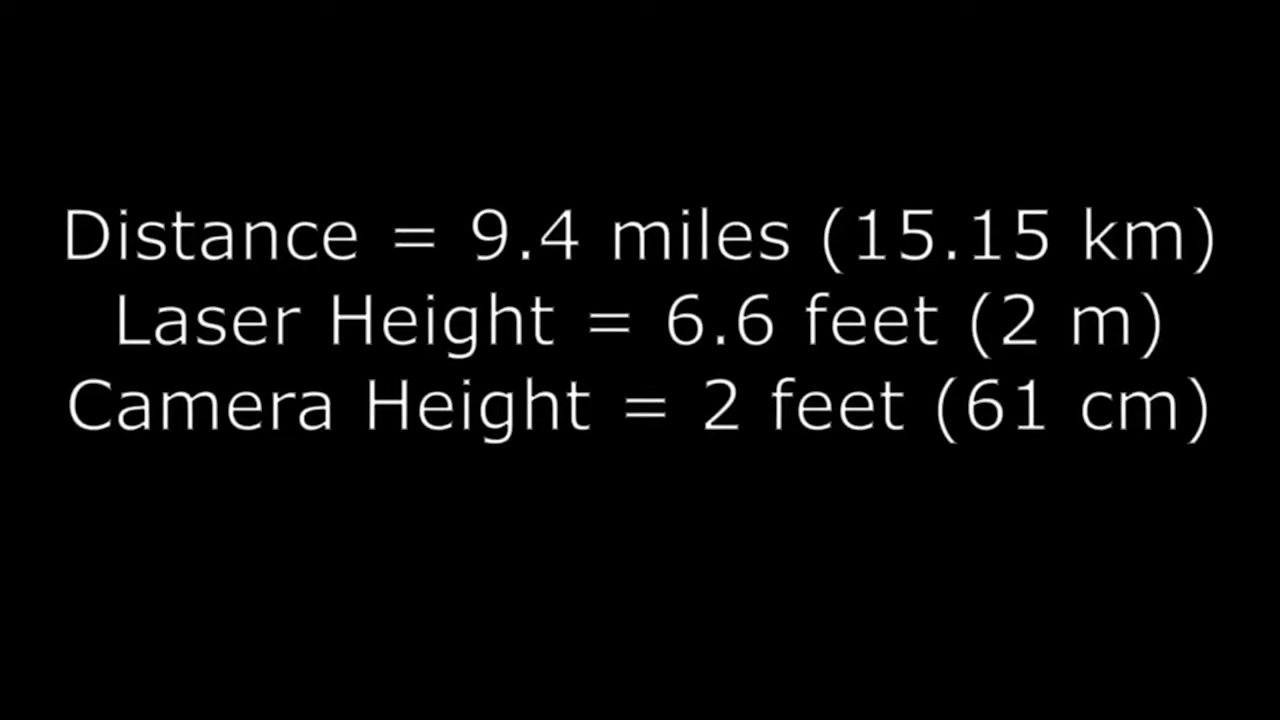 Distance = 9.4 miles (15.15 km)
Laser Height = 6.6 feet (2 m)
Camera Height = 2 feet (61 cm)